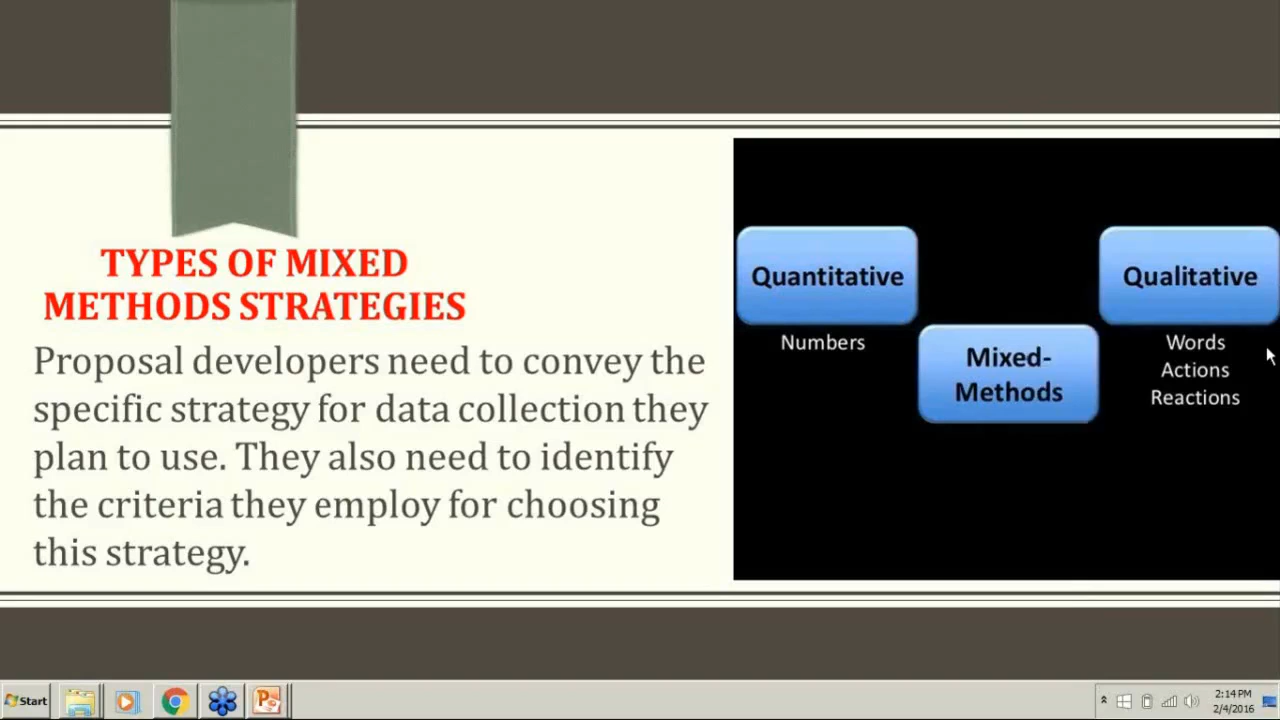 TYPES OF MIXED
METHODS STRATEGIES
Proposal developers need to convey the
specific strategy for data collection they
plan to use. They also need to identify
the criteria they employ for choosing
this strategy.
Quantitative
Numbers
Mixed-
Methods
Qualitative
Words
Actions
Reactions
Start
2:14 PM
2/4/2016